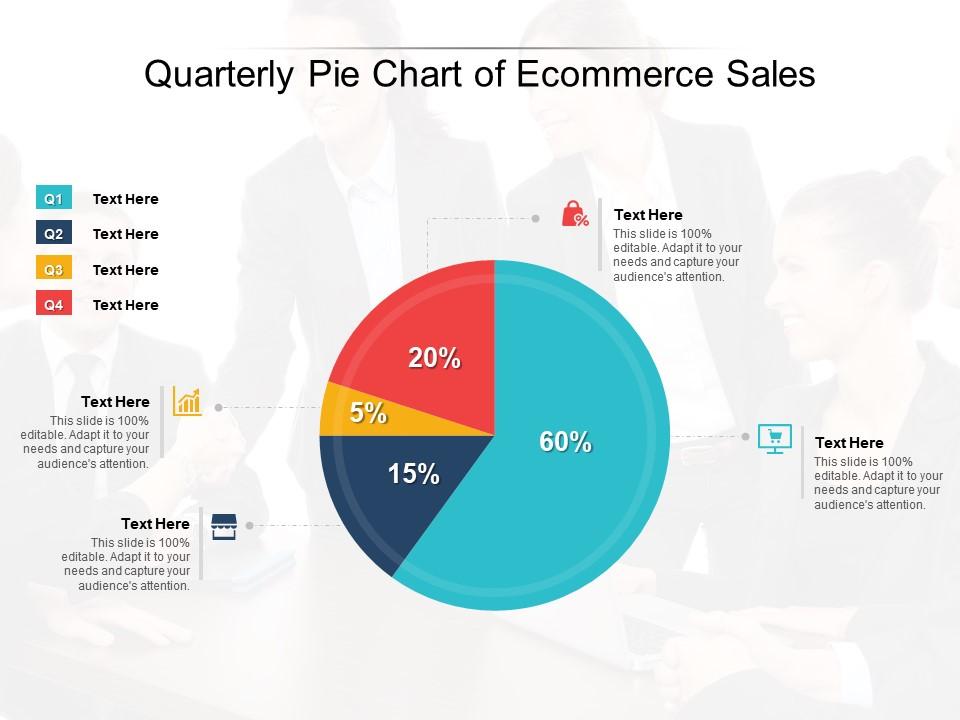 Quarterly Pie Chart of Ecommerce Sales
Q1 Text Here
Q2 Text Here
Q3 Text Here
Q4 Text Here
Text Here
This slide is 100%
editable. Adapt it to your
needs and capture your
audience's attention.
20%
5%
15%
60%
Text Here
This slide is 100%
editable. Adapt it to your
needs and capture your
audience's attention.
Text Here
This slide is 100%
editable. Adapt it to your
needs and capture your
audience's attention.
Text Here
This slide is 100%
editable. Adapt it to your
needs and capture your
audience's attention.